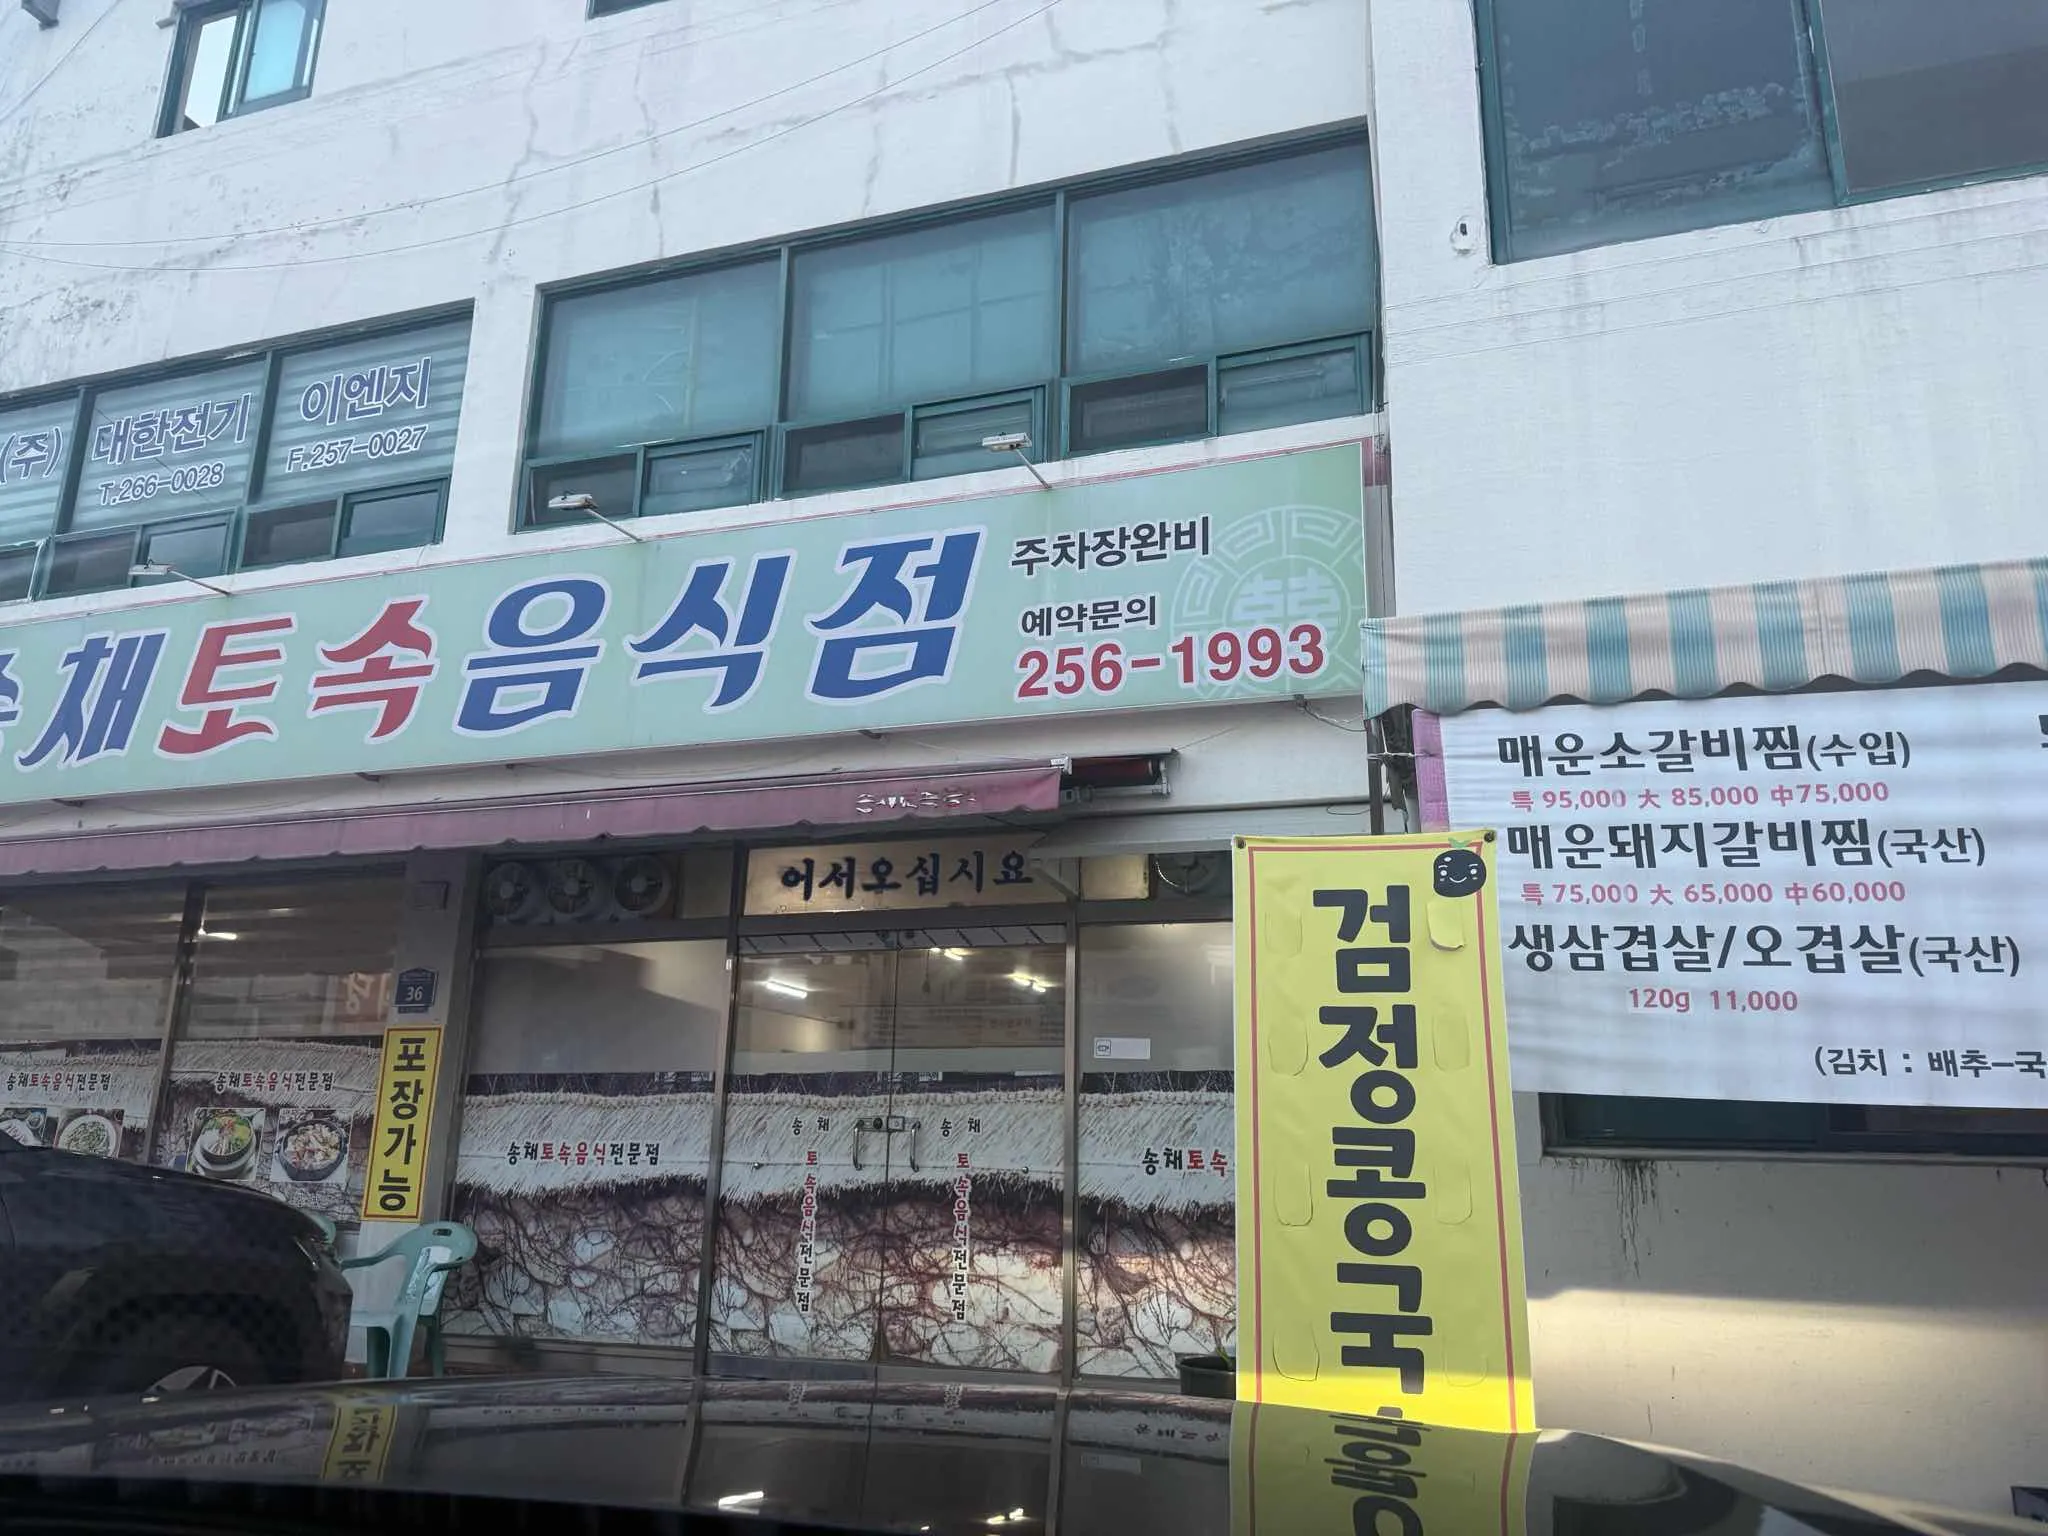 (주) 대한전기 이엔지
T.266-0028 F.257-0027
송채토속음식점
주차장완비
예약문의
256-1993
어서오십시요
36
포장가능
송채토속음식전문점
송채토속음식전문점
송채토속음식전문점
송채
토속음식전문점
송채
토속음식전문점
송채토속
검정콩국
매운소갈비찜(수입)
특 95,000 大 85,000 中75,000
매운돼지갈비찜(국산)
특 75,000 大 65,000 中60,000
생삼겹살/오겹살(국산)
120g 11,000
(김치 : 배추-국